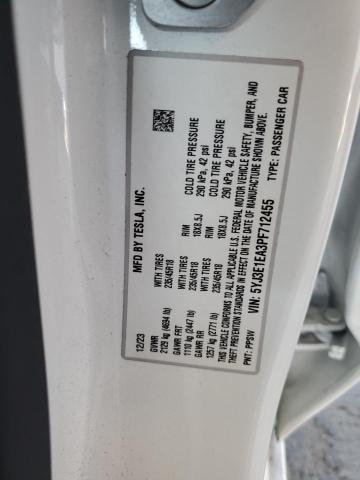 MFD BY TESLA, INC.
12/23
GVWR
2129 kg (4694 lb)
GAWR FRT WITH TIRES RIM COLD TIRE PRESSURE
1110 kg (2447 lb) 235/45R18 18X8.5J 290 kPa, 42 psi
GAWR RR WITH TIRES RIM COLD TIRE PRESSURE
1257 kg (2771 lb) 235/45R18 18X8.5J 290 kPa, 42 psi
THIS VEHICLE CONFORMS TO ALL APPLICABLE U.S. FEDERAL MOTOR VEHICLE SAFETY, BUMPER, AND
THEFT PREVENTION STANDARDS IN EFFECT ON THE DATE OF MANUFACTURE SHOWN ABOVE.
VIN: 5YJ3E1EA3PF712455
PNT: PPSW TYPE: PASSENGER CAR